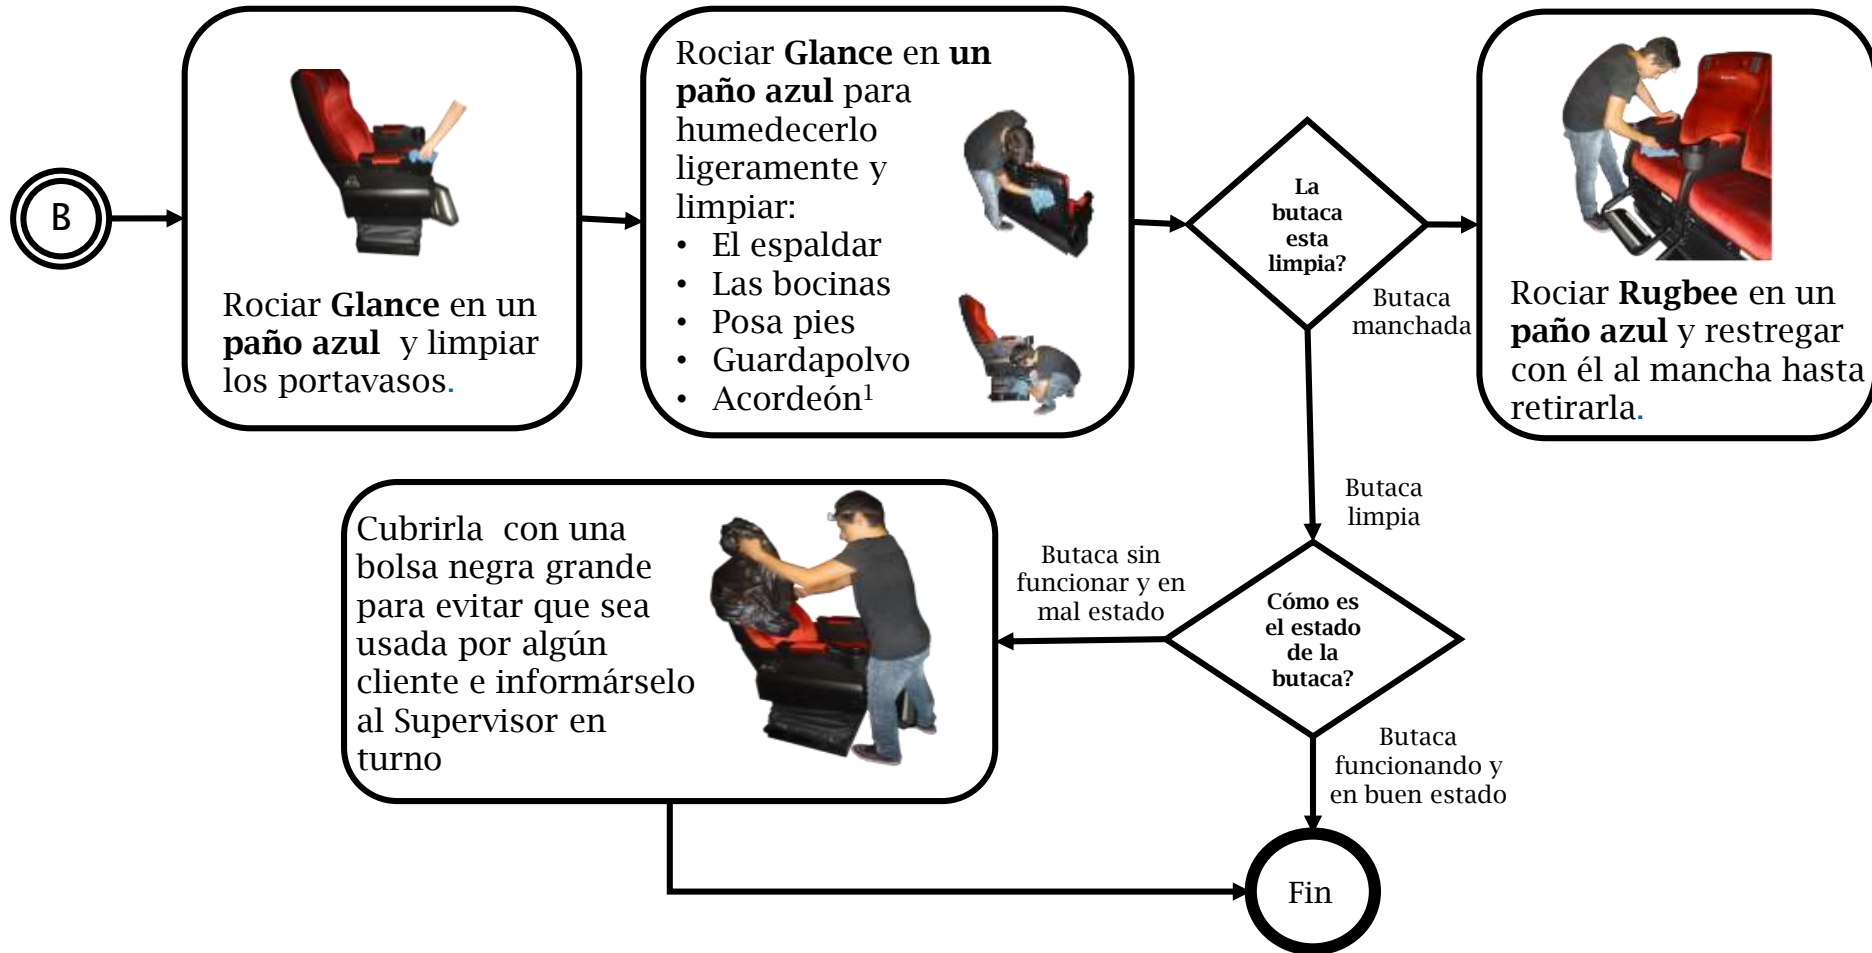 B
Rociar Glance en un
paño azul y limpiar
los portavasos.
Rociar Glance en un
paño azul para
humedecerlo
ligeramente y
limpiar:
• El espaldar
• Las bocinas
• Posa pies
• Guardapolvo
• Acordeón¹
La
butaca
esta
limpia?
Butaca
manchada
Rociar Rugbee en un
paño azul y restregar
con él al mancha hasta
retirarla.
Butaca
limpia
Cómo es
el estado
de la
butaca?
Butaca sin
funcionar y en
mal estado
Cubrirla con una
bolsa negra grande
para evitar que sea
usada por algún
cliente e informárselo
al Supervisor en
turno
Butaca
funcionando y
en buen estado
Fin